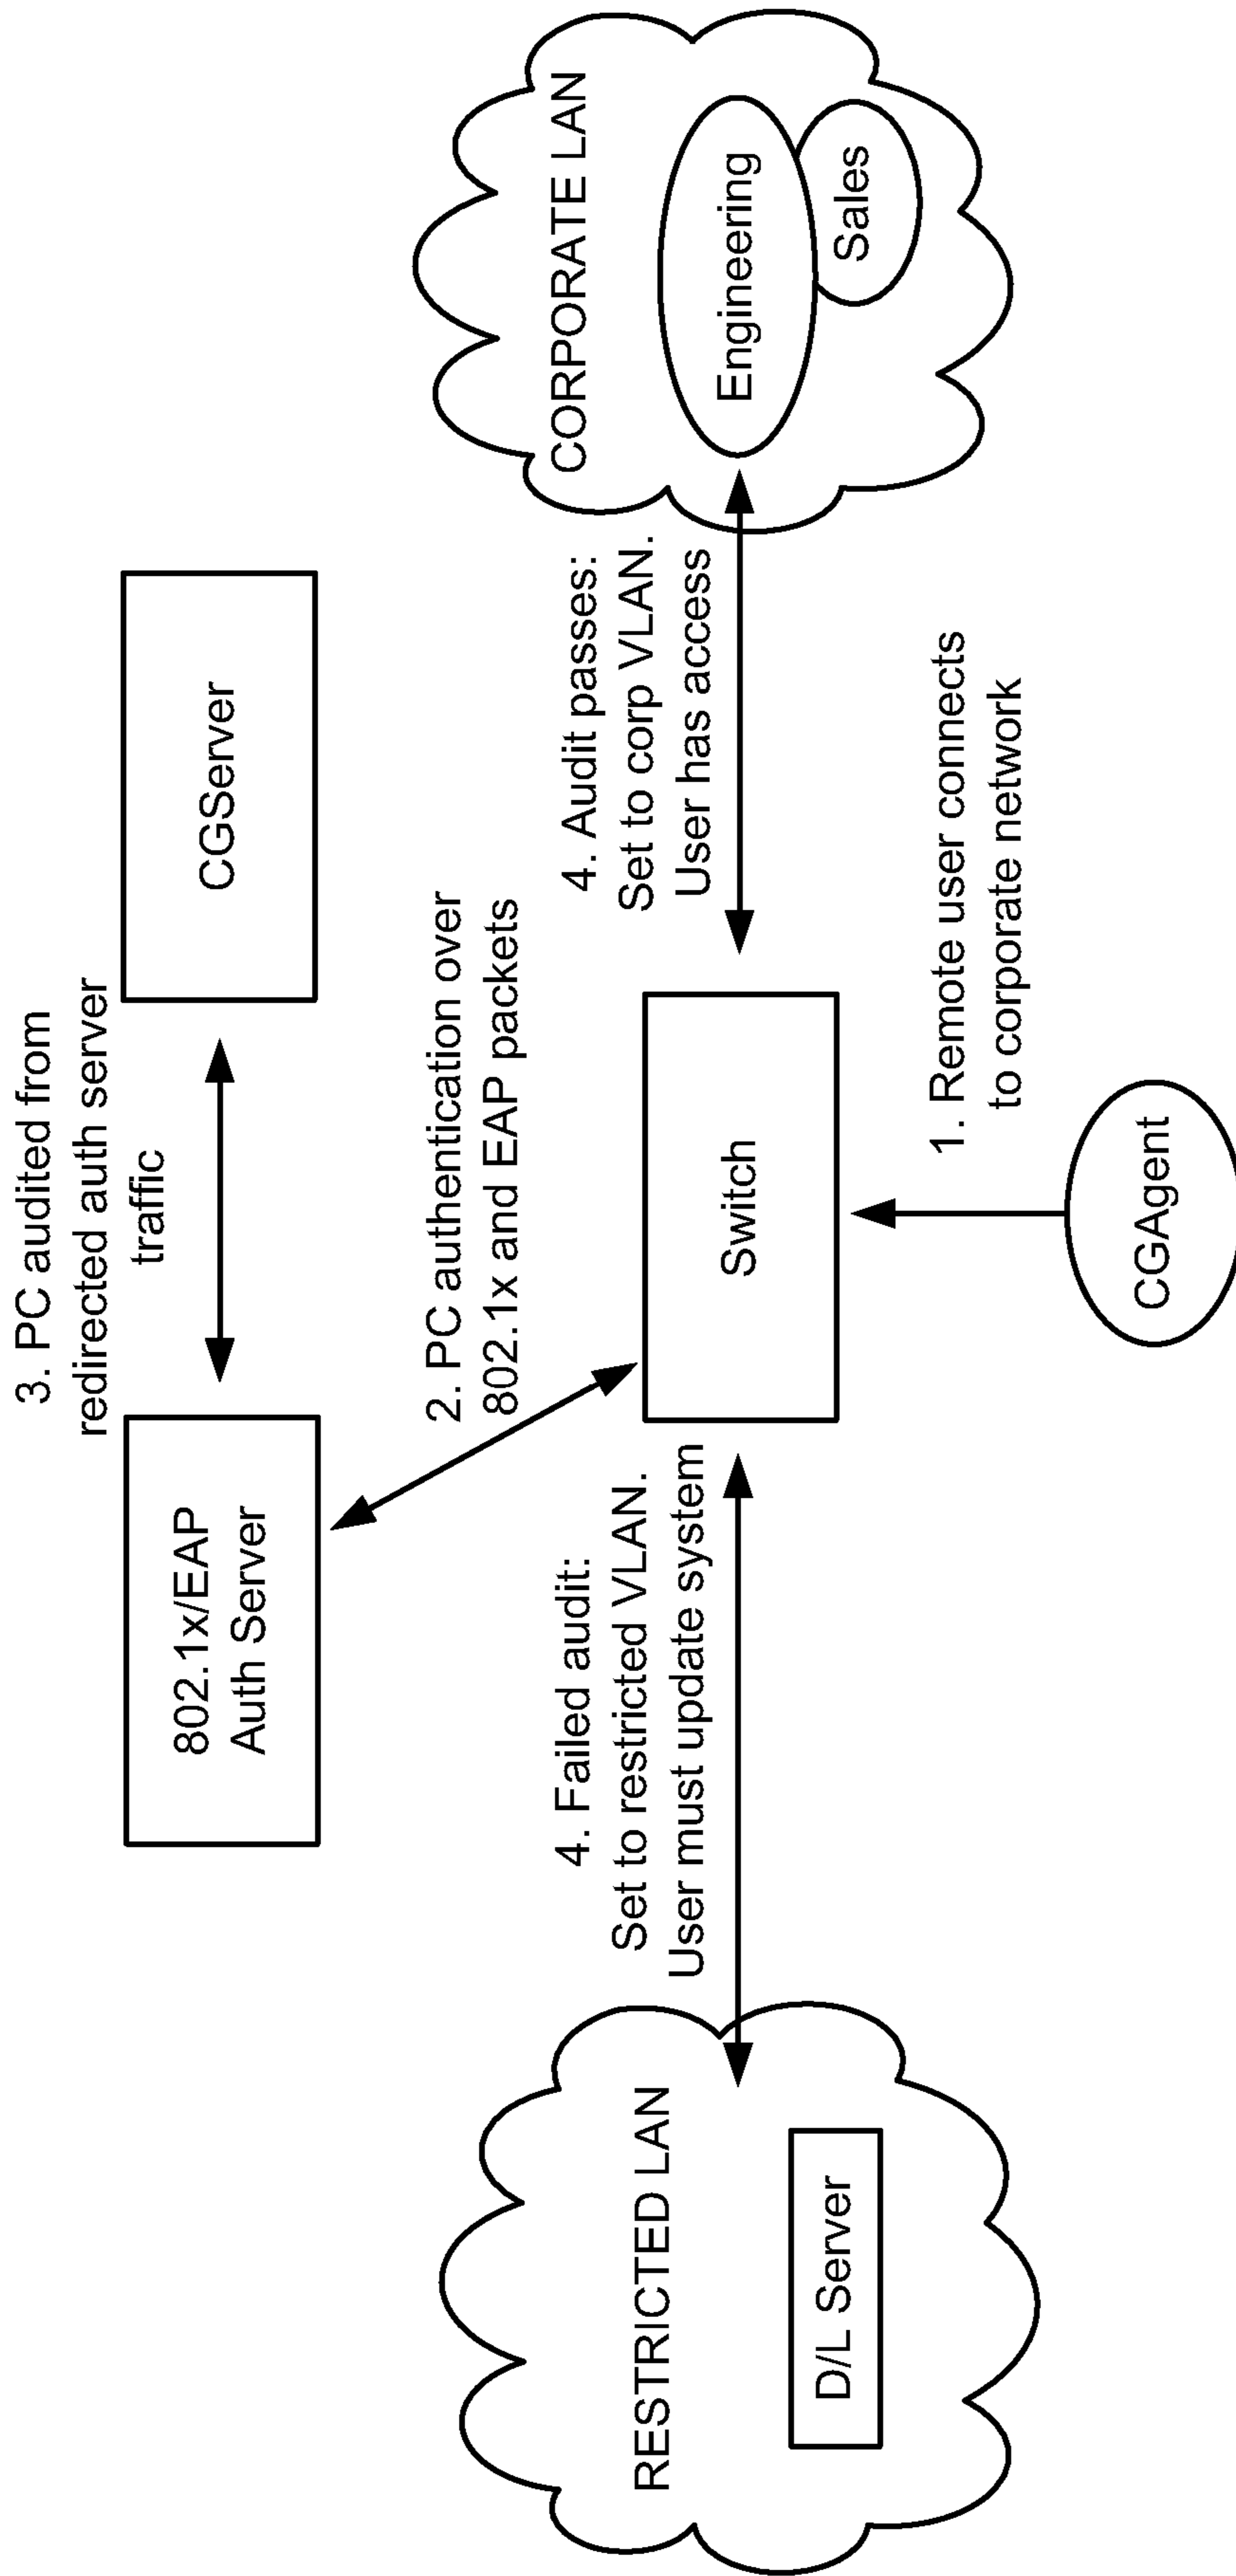 3. PC audited from
redirected auth server
traffic
802.1x/EAP
Auth Server
CGServer
2. PC authentication over
802.1x and EAP packets
4. Failed audit:
Set to restricted VLAN.
User must update system
4. Audit passes:
Set to corp VLAN.
User has access
RESTRICTED LAN
D/L Server
Switch
CORPORATE LAN
Engineering
Sales
1. Remote user connects
to corporate network
CGAgent